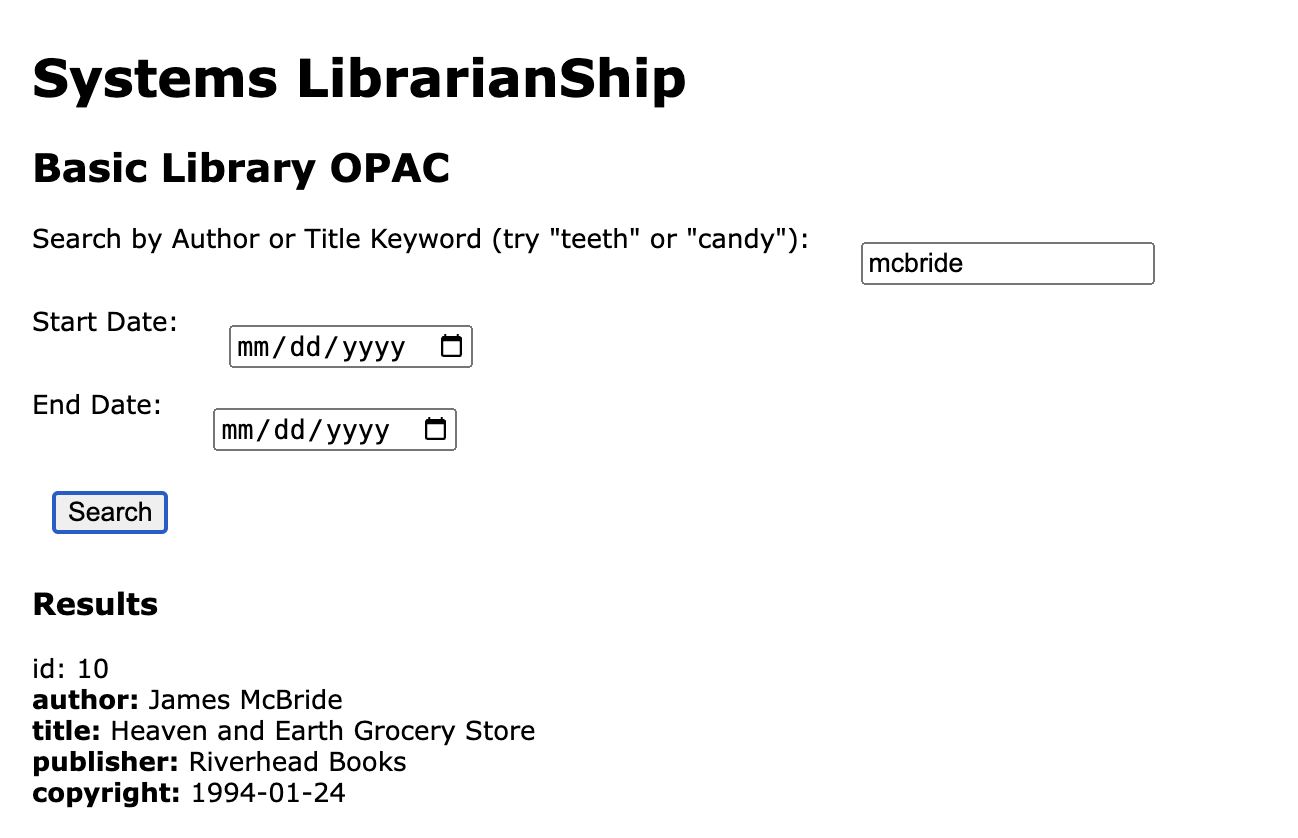 Systems LibrarianShip
Basic Library OPAC
Search by Author or Title Keyword (try "teeth" or "candy"): mcbride
Start Date: mm/dd/yyyy
End Date: mm/dd/yyyy
Search
Results
id: 10
author: James McBride
title: Heaven and Earth Grocery Store
publisher: Riverhead Books
copyright: 1994-01-24